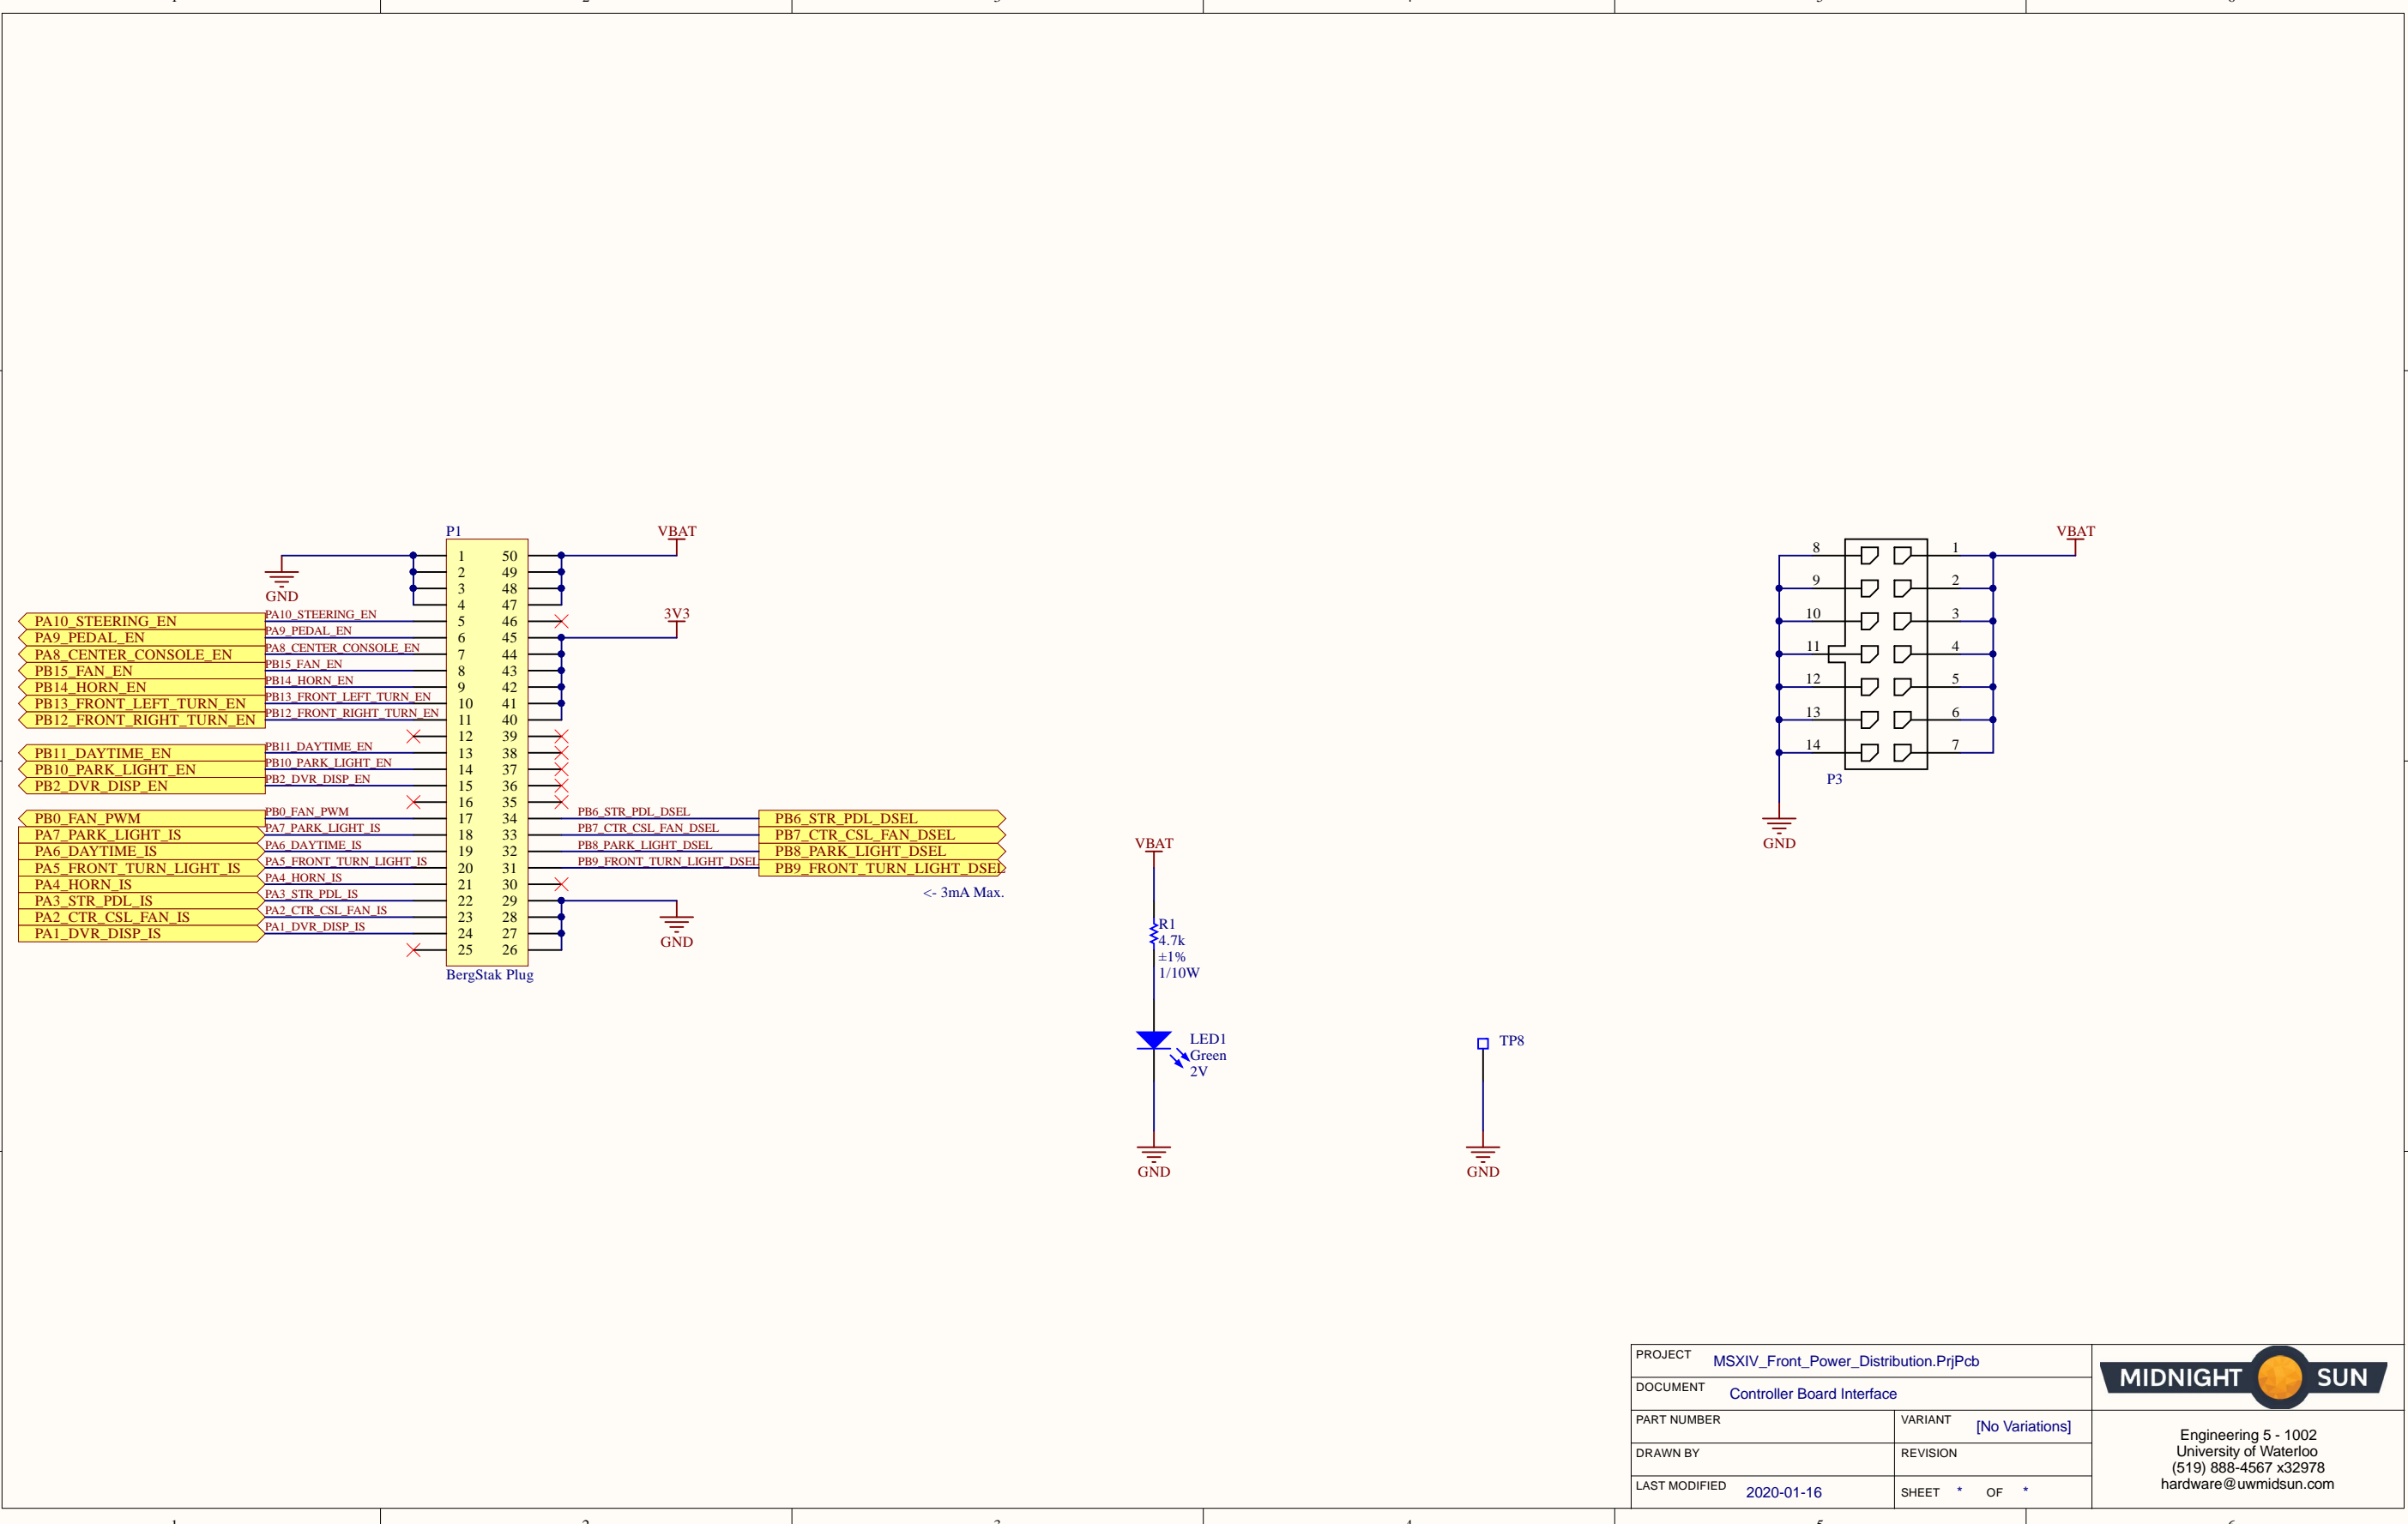 P1
VBAT
GND
1 50
2 49
3 48
4 47
PA10_STEERING_EN PA10_STEERING_EN 5 46 3V3
PA9_PEDAL_EN PA9_PEDAL_EN 6 45
PA8_CENTER_CONSOLE_EN PA8_CENTER_CONSOLE_EN 7 44
PB15_FAN_EN PB15_FAN_EN 8 43
PB14_HORN_EN PB14_HORN_EN 9 42
PB13_FRONT_LEFT_TURN_EN PB13_FRONT_LEFT_TURN_EN 10 41
PB12_FRONT_RIGHT_TURN_EN PB12_FRONT_RIGHT_TURN_EN 11 40
12 39
PB11_DAYTIME_EN PB11_DAYTIME_EN 13 38
PB10_PARK_LIGHT_EN PB10_PARK_LIGHT_EN 14 37
PB2_DVR_DISP_EN PB2_DVR_DISP_EN 15 36
16 35
PB0_FAN_PWM PB0_FAN_PWM 17 34 PB6_STR_PDL_DSEL PB6_STR_PDL_DSEL
PA7_PARK_LIGHT_IS PA7_PARK_LIGHT_IS 18 33 PB7_CTR_CSL_FAN_DSEL PB7_CTR_CSL_FAN_DSEL
PA6_DAYTIME_IS PA6_DAYTIME_IS 19 32 PB8_PARK_LIGHT_DSEL PB8_PARK_LIGHT_DSEL
PA5_FRONT_TURN_LIGHT_IS PA5_FRONT_TURN_LIGHT_IS 20 31 PB9_FRONT_TURN_LIGHT_DSEL PB9_FRONT_TURN_LIGHT_DSEL
PA4_HORN_IS PA4_HORN_IS 21 30
PA3_STR_PDL_IS PA3_STR_PDL_IS 22 29 <- 3mA Max.
PA2_CTR_CSL_FAN_IS PA2_CTR_CSL_FAN_IS 23 28
PA1_DVR_DISP_IS PA1_DVR_DISP_IS 24 27 GND
25 26
BergStak Plug
VBAT
R1
4.7k
±1%
1/10W
LED1
Green
2V
GND
TP8
GND
VBAT
8 1
9 2
10 3
11 4
12 5
13 6
14 7
P3
GND
PROJECT MSXIV_Front_Power_Distribution.PrjPcb
DOCUMENT Controller Board Interface
PART NUMBER VARIANT [No Variations]
DRAWN BY REVISION
LAST MODIFIED 2020-01-16 SHEET * OF *
MIDNIGHT SUN
Engineering 5 - 1002
University of Waterloo
(519) 888-4567 x32978
hardware@uwmidsun.com